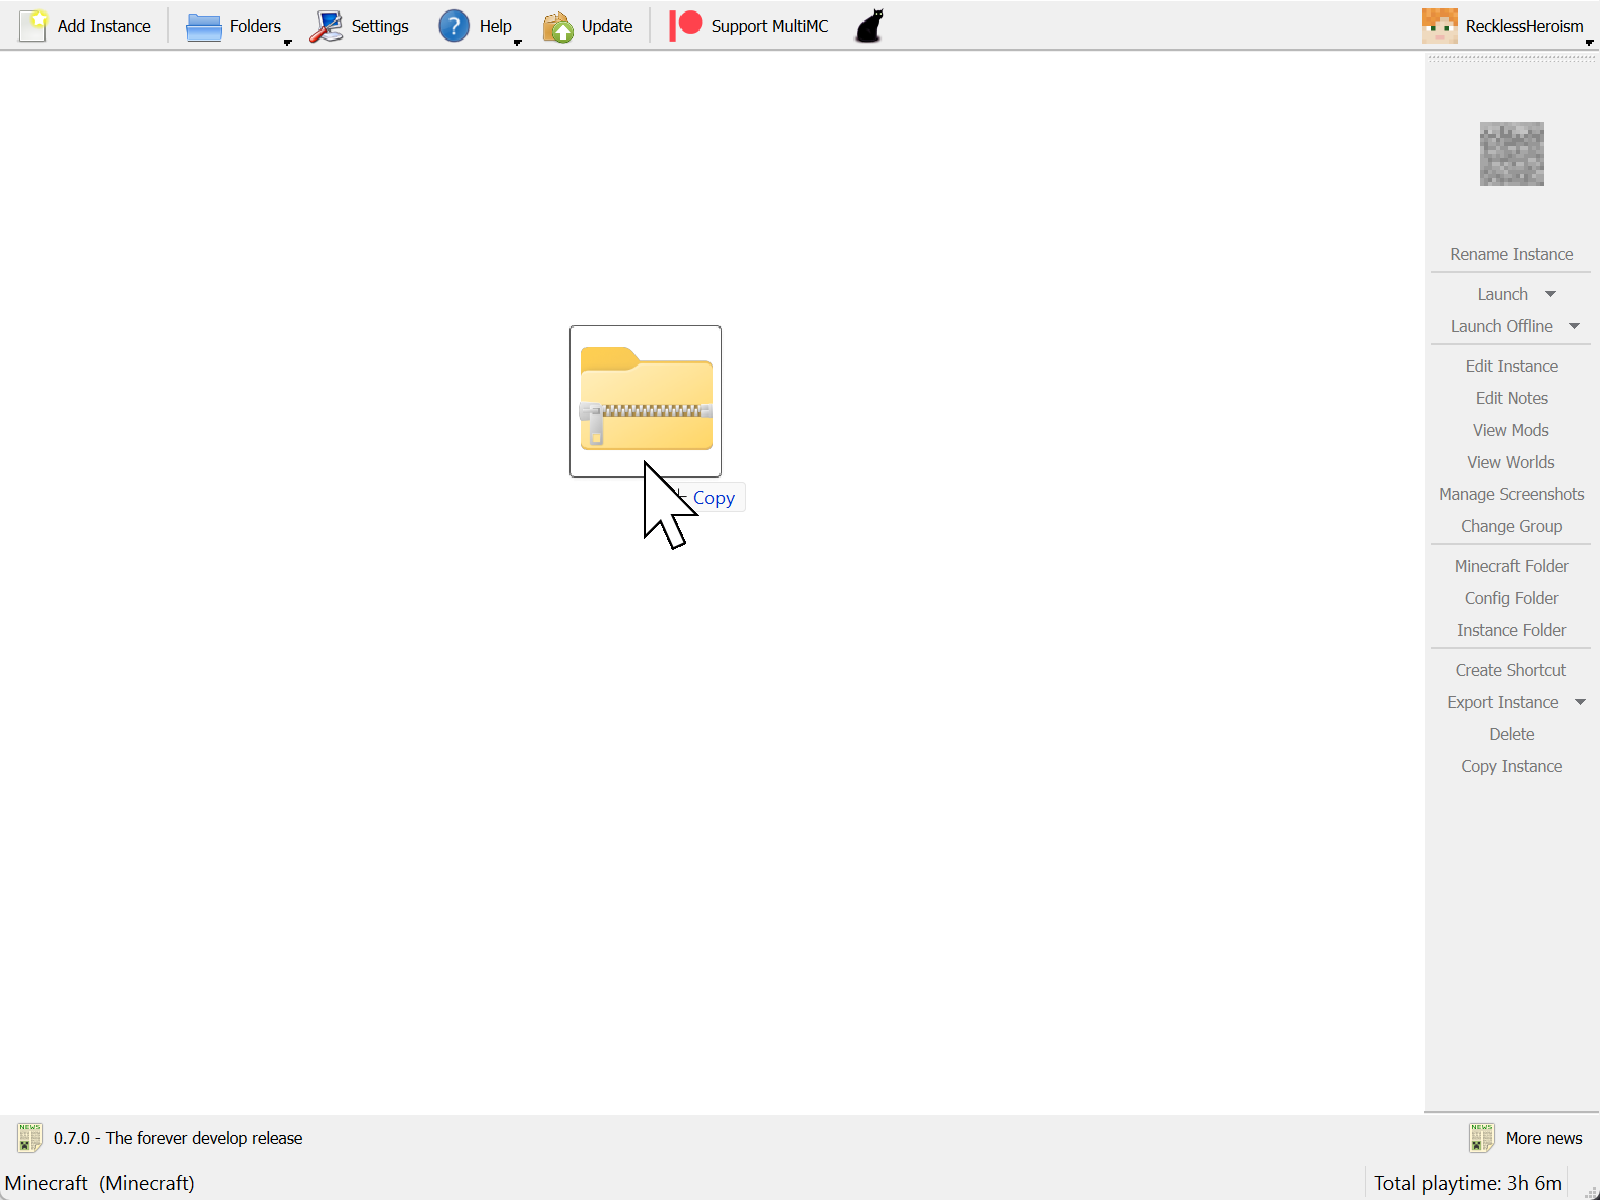 Add Instance
Folders
Settings
Help
Update
Support MultiMC
RecklessHeroism
Copy
Rename Instance
Launch
Launch Offline
Edit Instance
Edit Notes
View Mods
View Worlds
Manage Screenshots
Change Group
Minecraft Folder
Config Folder
Instance Folder
Create Shortcut
Export Instance
Delete
Copy Instance
NEWS
0.7.0 - The forever develop release
NEWS
More news
Minecraft (Minecraft)
Total playtime: 3h 6m